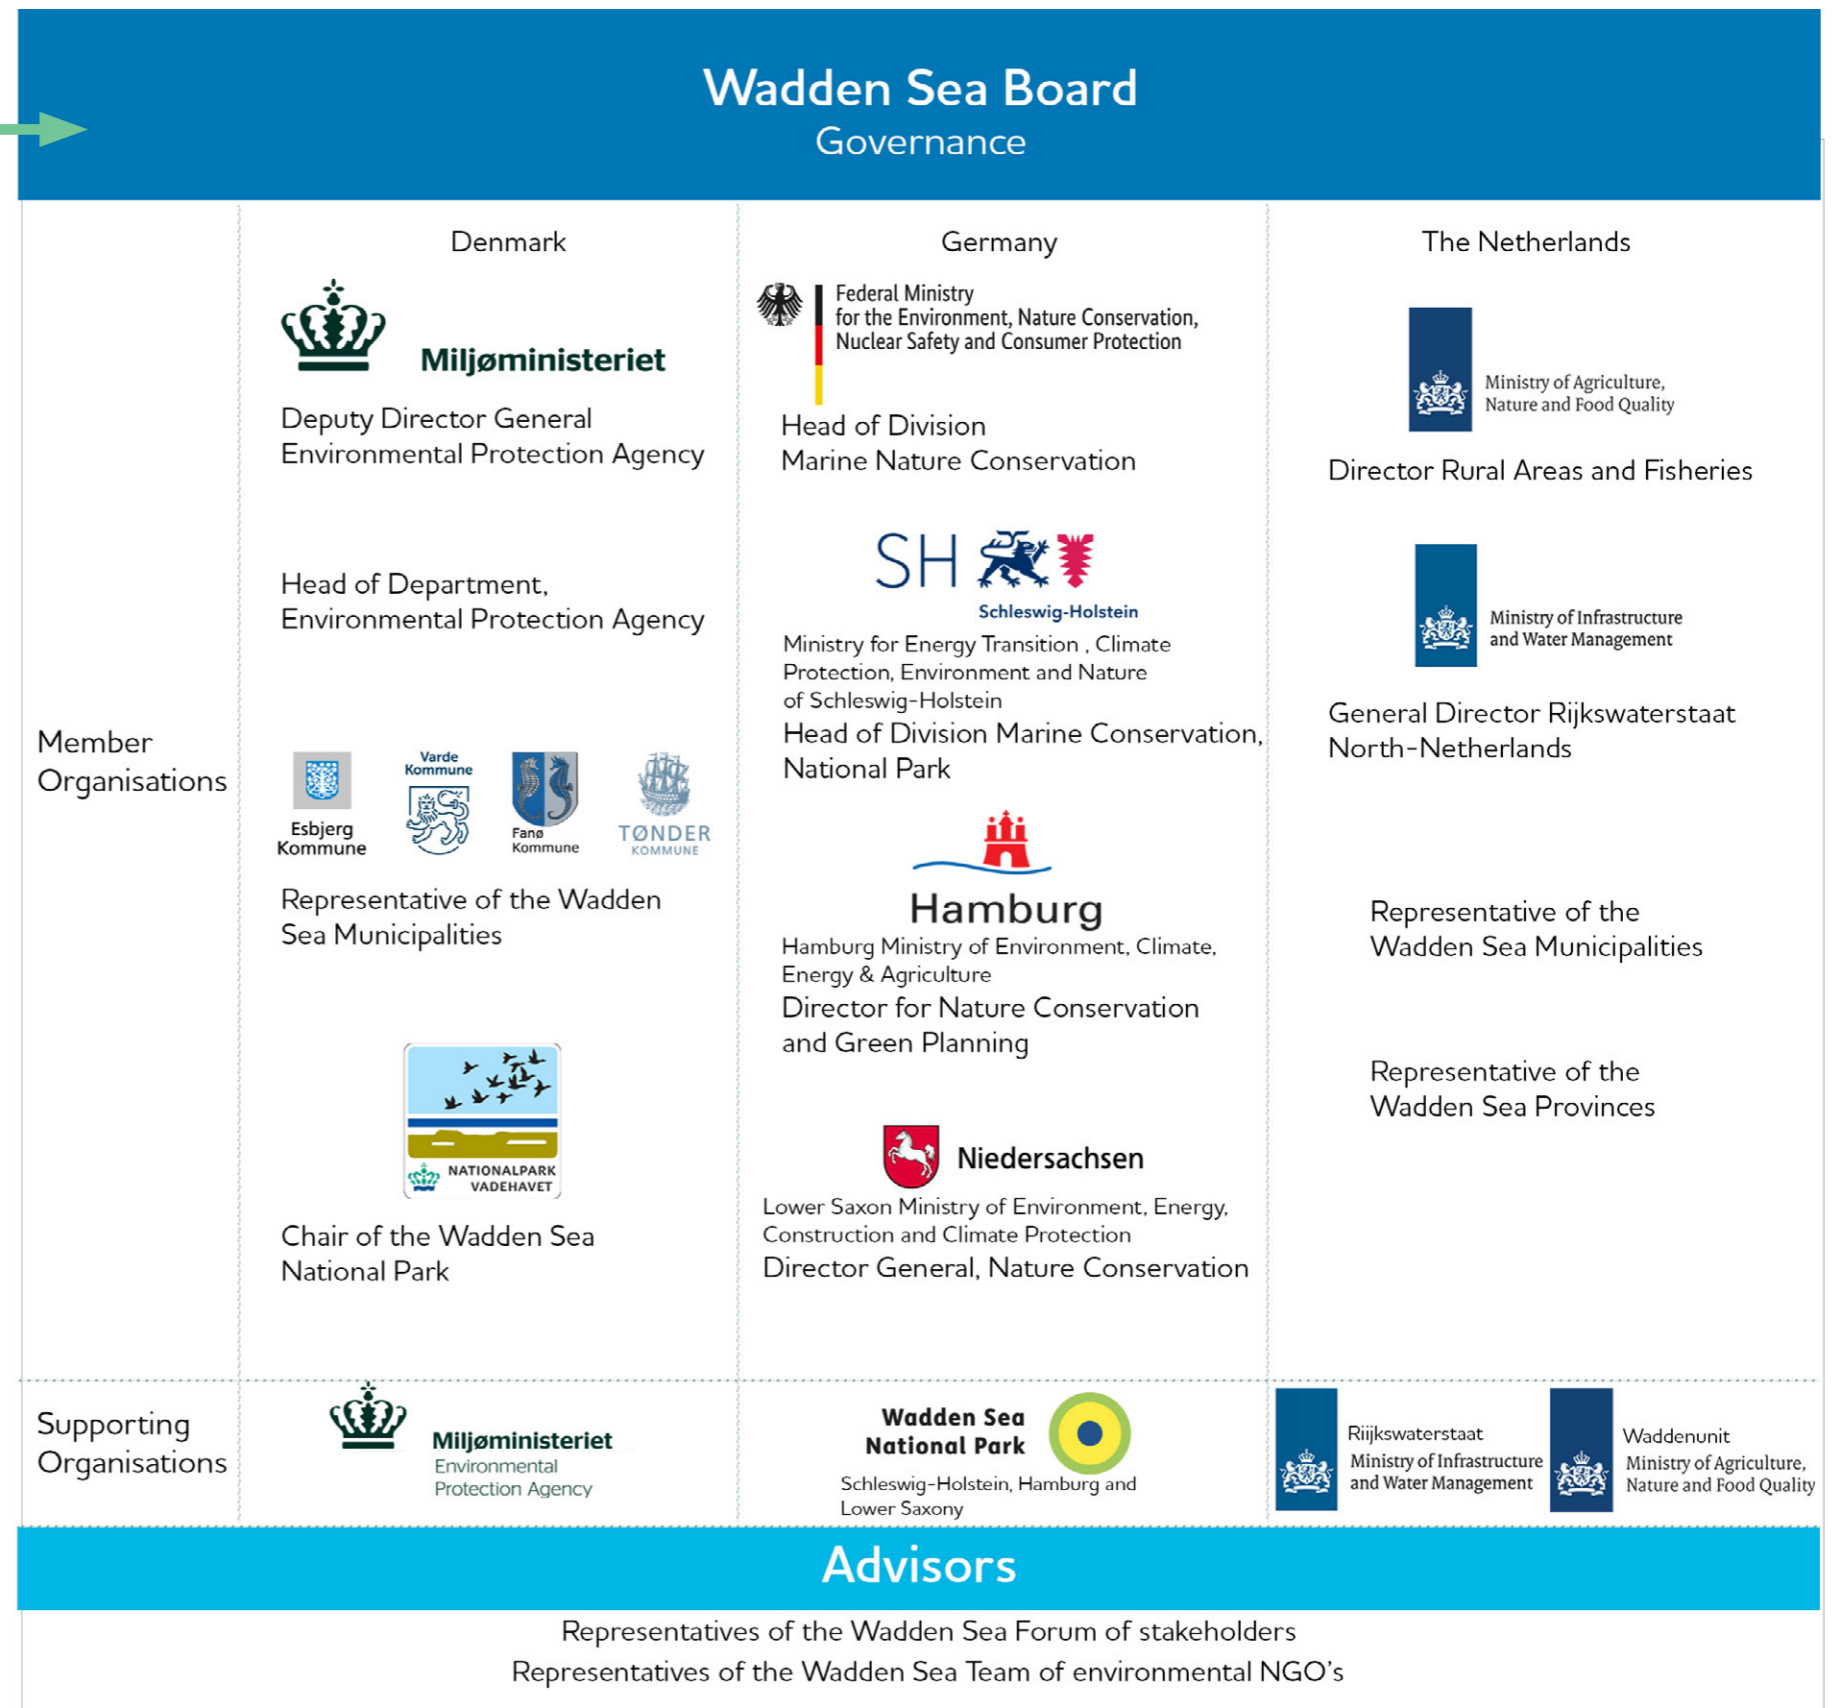 Wadden Sea Board
Governance
Member
Organisations
Denmark
Miljøministeriet
Deputy Director General
Environmental Protection Agency
Head of Department,
Environmental Protection Agency
Esbjerg
Kommune
Varde
Kommune
Fanø
Kommune
TØNDER
KOMMUNE
Representative of the Wadden
Sea Municipalities
NATIONALPARK
VADEHAVET
Chair of the Wadden Sea
National Park
Germany
Federal Ministry
for the Environment, Nature Conservation,
Nuclear Safety and Consumer Protection
Head of Division
Marine Nature Conservation
SH
Schleswig-Holstein
Ministry for Energy Transition , Climate
Protection, Environment and Nature
of Schleswig-Holstein
Head of Division Marine Conservation,
National Park
Hamburg
Hamburg Ministry of Environment, Climate,
Energy & Agriculture
Director for Nature Conservation
and Green Planning
Niedersachsen
Lower Saxon Ministry of Environment, Energy,
Construction and Climate Protection
Director General, Nature Conservation
The Netherlands
Ministry of Agriculture,
Nature and Food Quality
Director Rural Areas and Fisheries
Ministry of Infrastructure
and Water Management
General Director Rijkswaterstaat
North-Netherlands
Representative of the
Wadden Sea Municipalities
Representative of the
Wadden Sea Provinces
Supporting
Organisations
Miljøministeriet
Environmental
Protection Agency
Wadden Sea
National Park
Schleswig-Holstein, Hamburg and
Lower Saxony
Riijkswaterstaat
Ministry of Infrastructure
and Water Management
Waddenunit
Ministry of Agriculture,
Nature and Food Quality
Advisors
Representatives of the Wadden Sea Forum of stakeholders
Representatives of the Wadden Sea Team of environmental NGO's